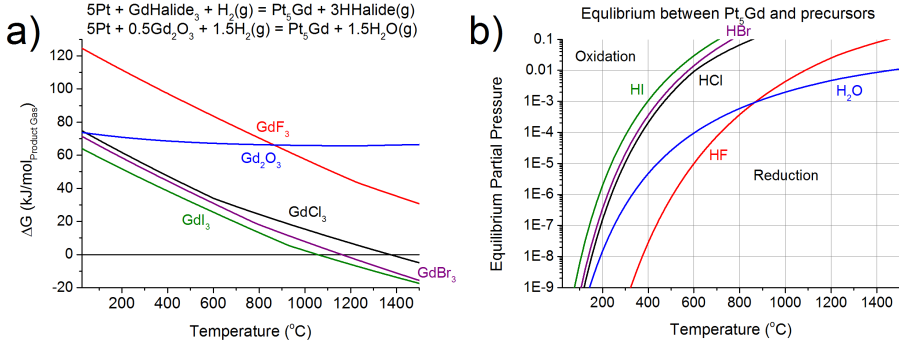 5Pt + GdHalide₃ + H₂(g) = Pt₅Gd + 3HHalide(g)
5Pt + 0.5Gd₂O₃ + 1.5H₂(g) = Pt₅Gd + 1.5H₂O(g)
a)
120
100
80
60
40
20
0
-20
ΔG (kJ/mol|Product Gas)
GdF₃
Gd₂O₃
GdCl₃
GdI₃
GdBr₃
200 400 600 800 1000 1200 1400
Temperature (°C)
b)
Equlibrium between Pt₅Gd and precursors
0.1
0.01
1E-3
1E-4
1E-5
1E-6
1E-7
1E-8
1E-9
Equilibrium Partial Pressure
Oxidation
HBr
HI
HCl
H₂O
HF
Reduction
200 400 600 800 1000 1200 1400
Temperature (°C)